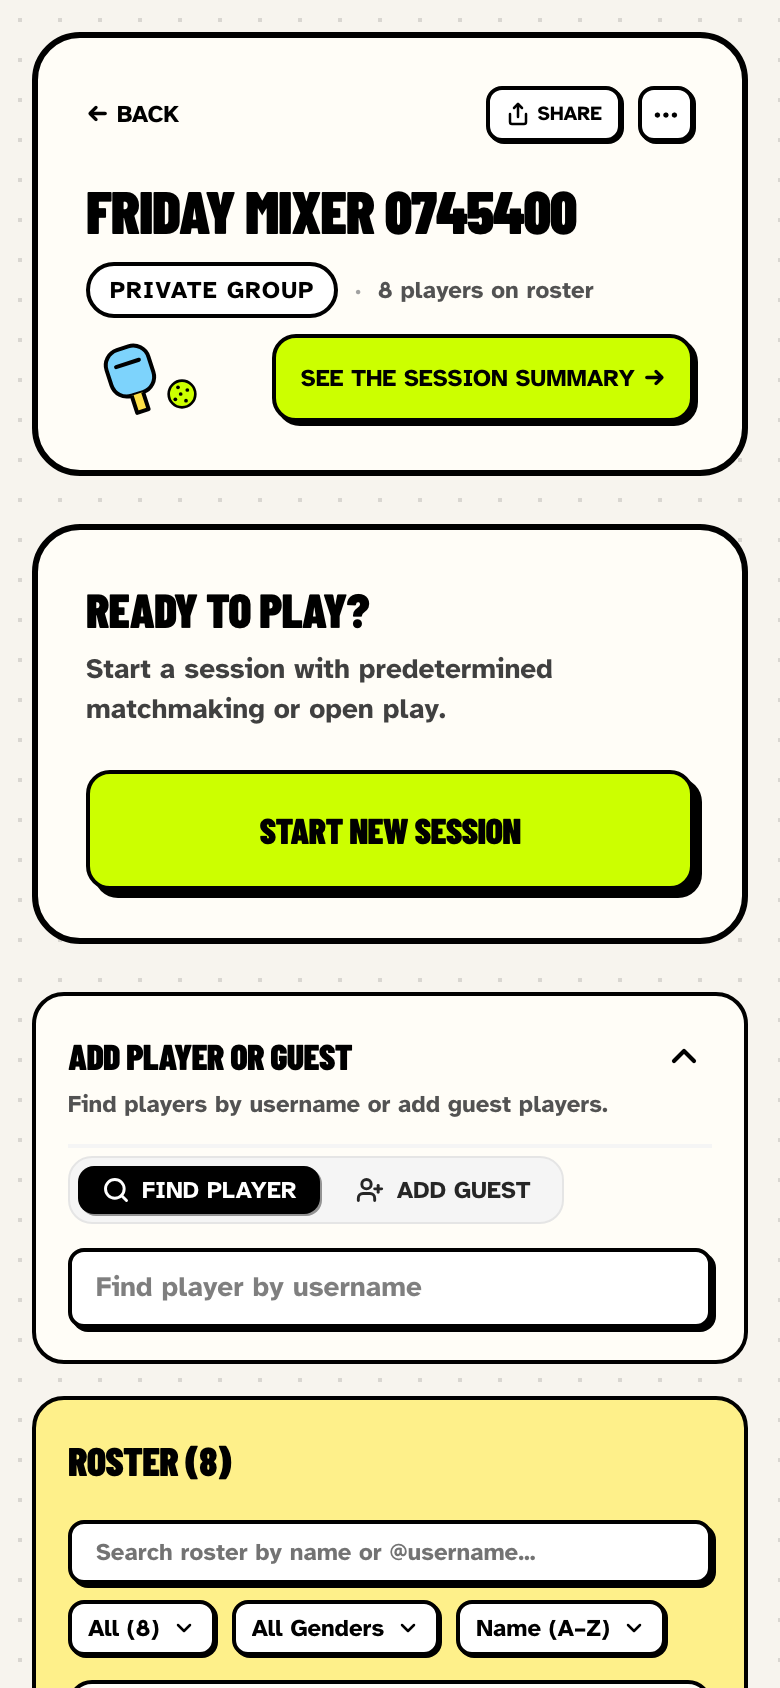 ← BACK
SHARE
...
FRIDAY MIXER 0745400
PRIVATE GROUP · 8 players on roster
SEE THE SESSION SUMMARY →
READY TO PLAY?
Start a session with predetermined
matchmaking or open play.
START NEW SESSION
ADD PLAYER OR GUEST
Find players by username or add guest players.
FIND PLAYER
ADD GUEST
Find player by username
ROSTER (8)
Search roster by name or @username...
All (8)
All Genders
Name (A–Z)